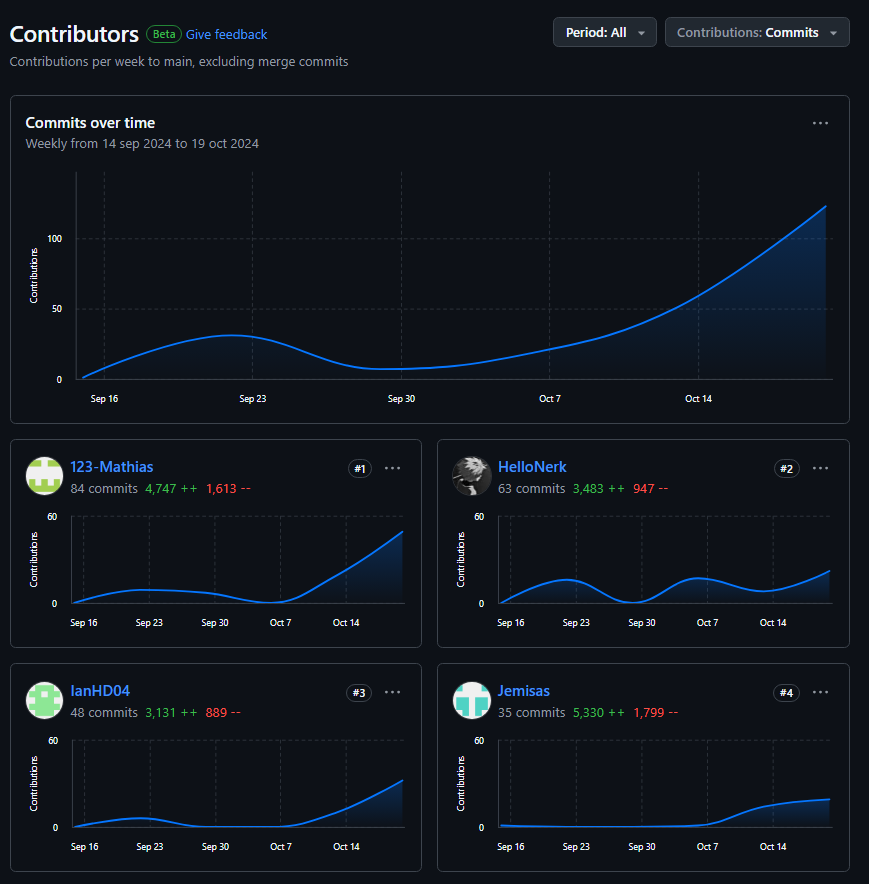 Contributors Beta Give feedback Period: All Contributions: Commits
Contributions per week to main, excluding merge commits
Commits over time
Weekly from 14 sep 2024 to 19 oct 2024
Contributions
100
50
0
Sep 16 Sep 23 Sep 30 Oct 7 Oct 14
123-Mathias #1
84 commits 4,747 ++ 1,613 --
Contributions
60
0
Sep 16 Sep 23 Sep 30 Oct 7 Oct 14
HelloNerk #2
63 commits 3,483 ++ 947 --
Contributions
60
0
Sep 16 Sep 23 Sep 30 Oct 7 Oct 14
IanHD04 #3
48 commits 3,131 ++ 889 --
Contributions
60
0
Sep 16 Sep 23 Sep 30 Oct 7 Oct 14
Jemisas #4
35 commits 5,330 ++ 1,799 --
Contributions
60
0
Sep 16 Sep 23 Sep 30 Oct 7 Oct 14